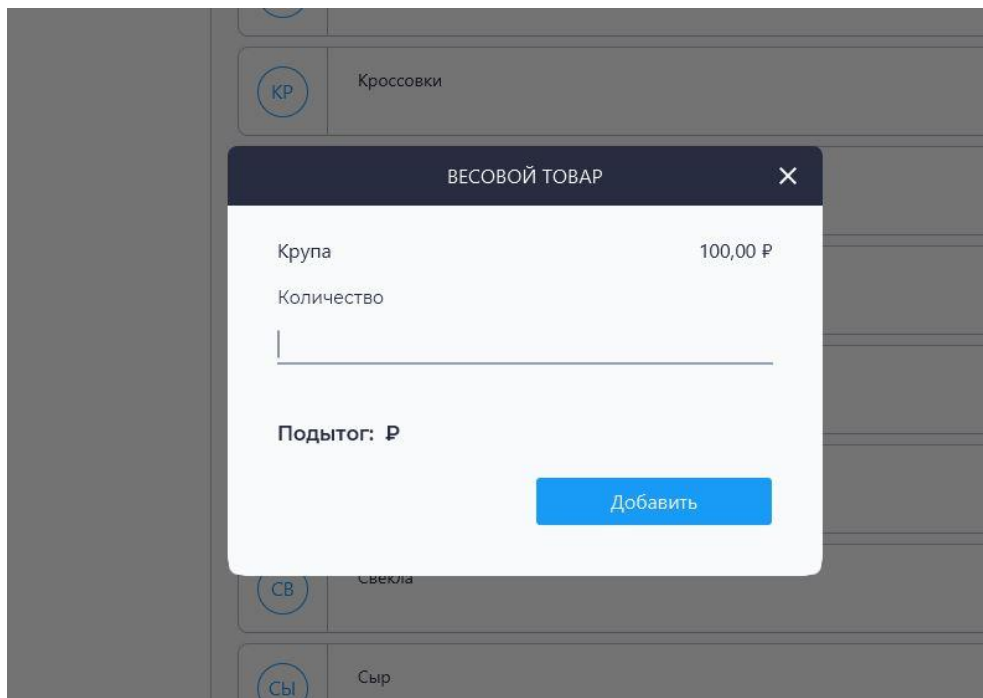 КР
Кроссовки
ВЕСОВОЙ ТОВАР
Крупа 100,00 ₽
Количество
Подытог: ₽
Добавить
СВ
Свекла
СЫ
Сыр